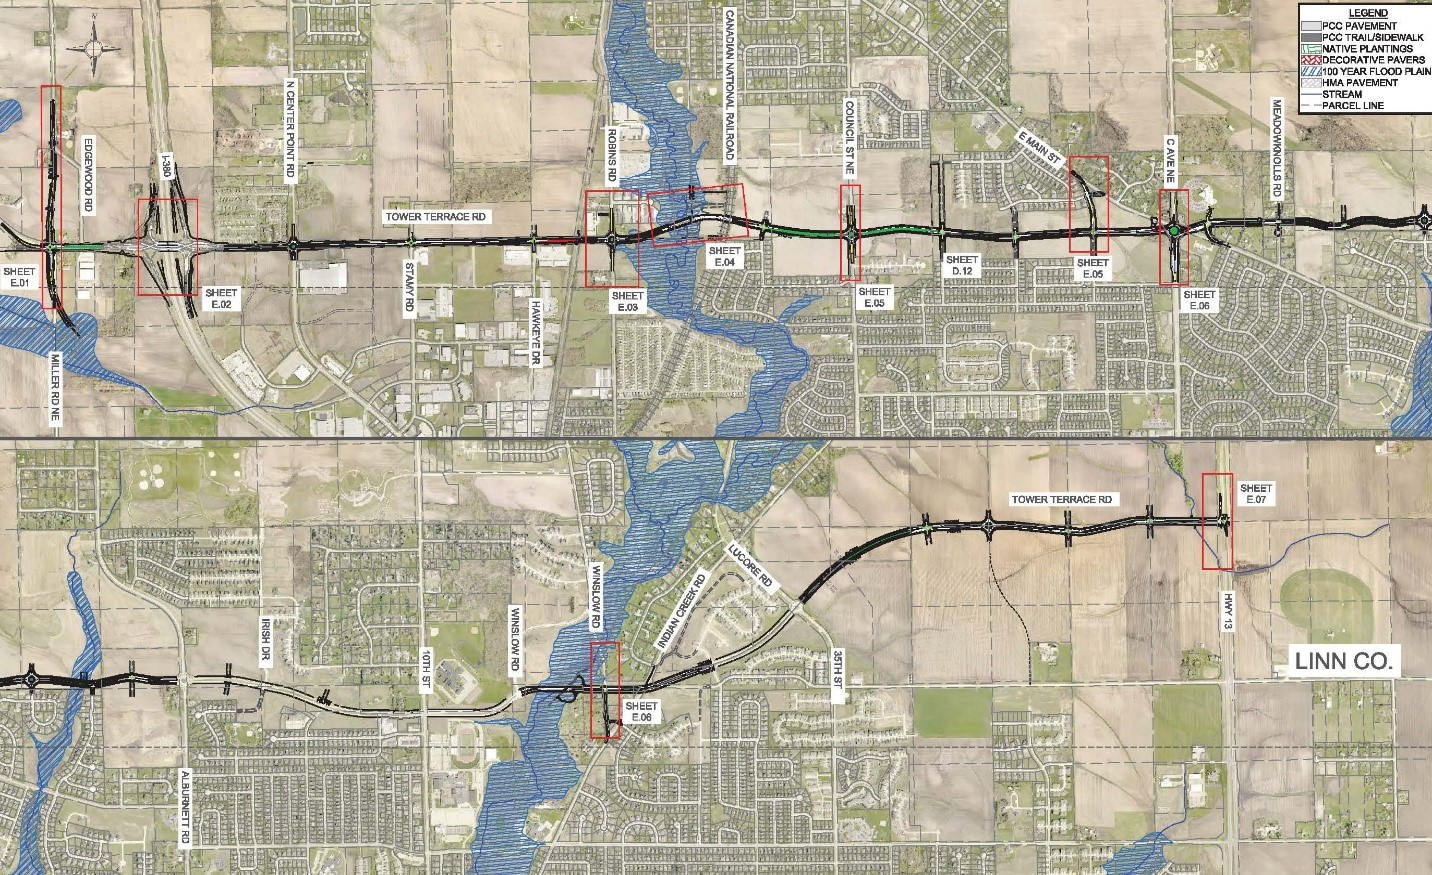 LEGEND
PCC PAVEMENT
PCC TRAIL/SIDEWALK
NATIVE PLANTINGS
DECORATIVE PAVERS
100 YEAR FLOOD PLAIN
HMA PAVEMENT
STREAM
PARCEL LINE
EDGEWOOD RD
I-380
N CENTER POINT RD
ROBINS RD
CANADIAN NATIONAL RAILROAD
COUNCIL ST NE
E MAIN ST
C AVE NE
MEADOWKNOLLS RD
TOWER TERRACE RD
SHEET
E.01
SHEET
E.02
STAMY RD
HAWKEYE DR
SHEET
E.03
SHEET
E.04
SHEET
E.05
SHEET
D.12
SHEET
E.05
SHEET
E.06
MILLER RD NE
TOWER TERRACE RD
SHEET
E.07
LUCORE RD
WINSLOW RD
INDIAN CREEK RD
WINSLOW RD
IRISH DR
10TH ST
35TH ST
HWY 13
LINN CO.
ROW
SHEET
E.06
ALBURNETT RD